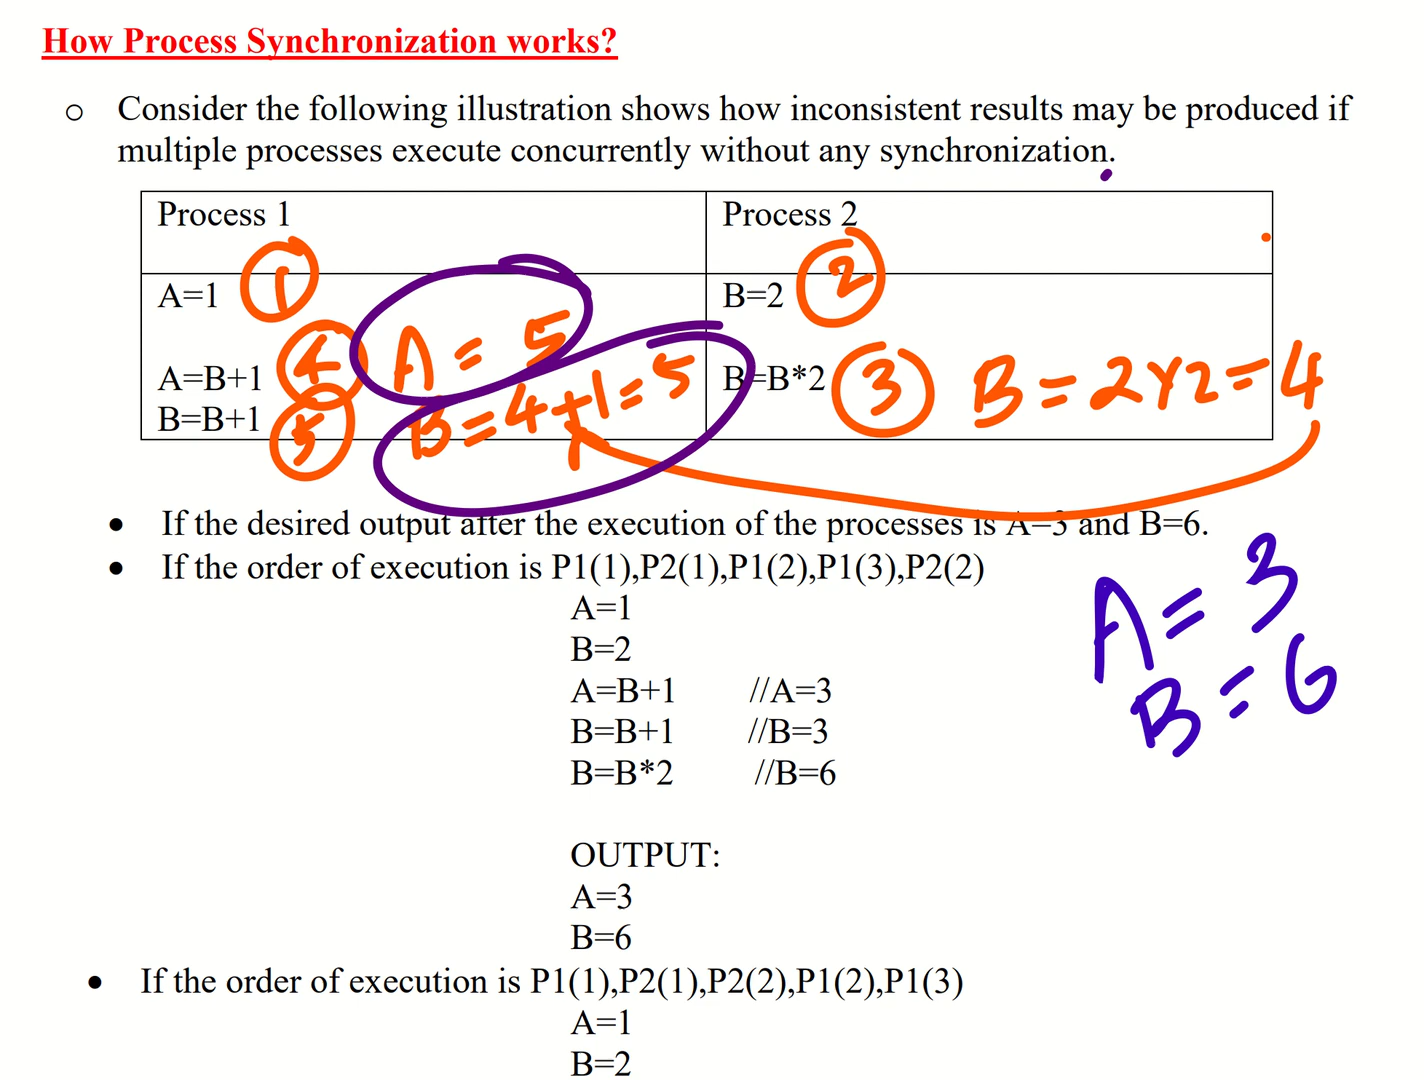 How Process Synchronization works?
o Consider the following illustration shows how inconsistent results may be produced if
multiple processes execute concurrently without any synchronization.
Process 1 Process 2
A=1 1 B=2 2
A=B+1 4 A = 5 B=B*2 3 B = 2x2=4
B=B+1 5 B=4+1=5
• If the desired output after the execution of the processes is A=3 and B=6.
• If the order of execution is P1(1),P2(1),P1(2),P1(3),P2(2)
A=1
A= 3
B=2
B= 6
A=B+1 //A=3
B=B+1 //B=3
B=B*2 //B=6
OUTPUT:
A=3
B=6
• If the order of execution is P1(1),P2(1),P2(2),P1(2),P1(3)
A=1
B=2